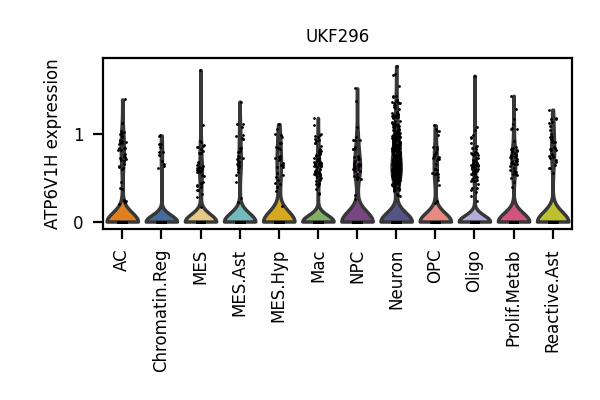 UKF296
ATP6V1H expression
1
0
AC
Chromatin.Reg
MES
MES.Ast
MES.Hyp
Mac
NPC
Neuron
OPC
Oligo
Prolif.Metab
Reactive.Ast